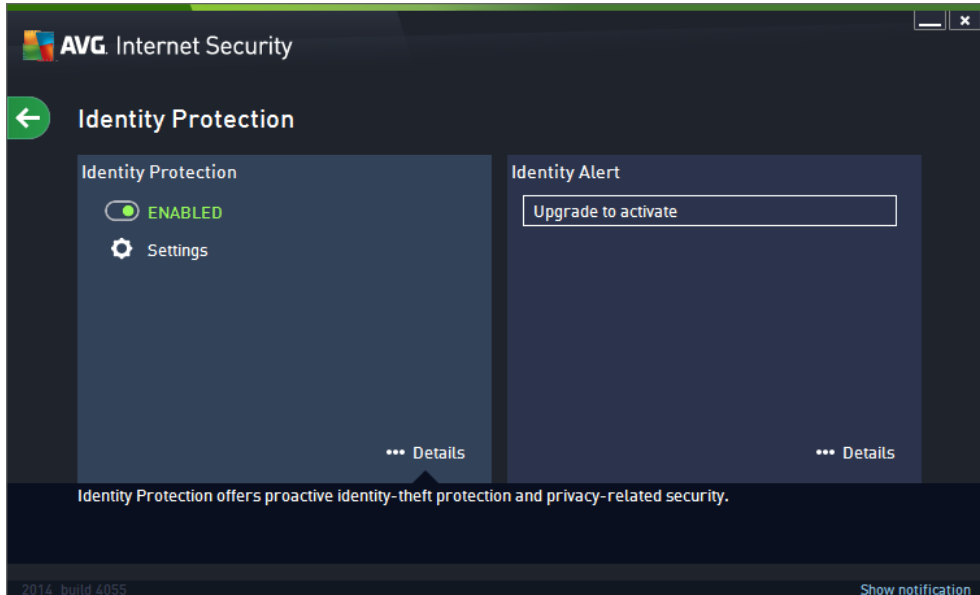 AVG. Internet Security
Identity Protection
Identity Protection
ENABLED
Settings
••• Details
Identity Alert
Upgrade to activate
••• Details
Identity Protection offers proactive identity-theft protection and privacy-related security.
2014 build 4055
Show notification